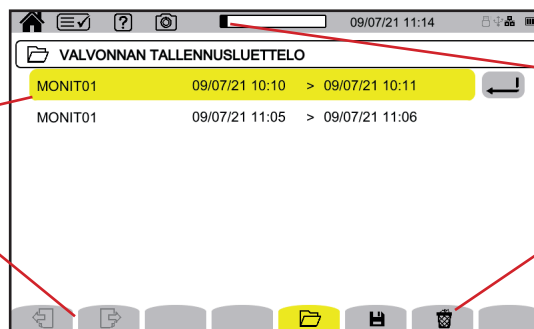 09/07/21 11:14
VALVONNAN TALLENNUSLUETTELO
MONIT01 09/07/21 10:10 > 09/07/21 10:11
MONIT01 09/07/21 11:05 > 09/07/21 11:06